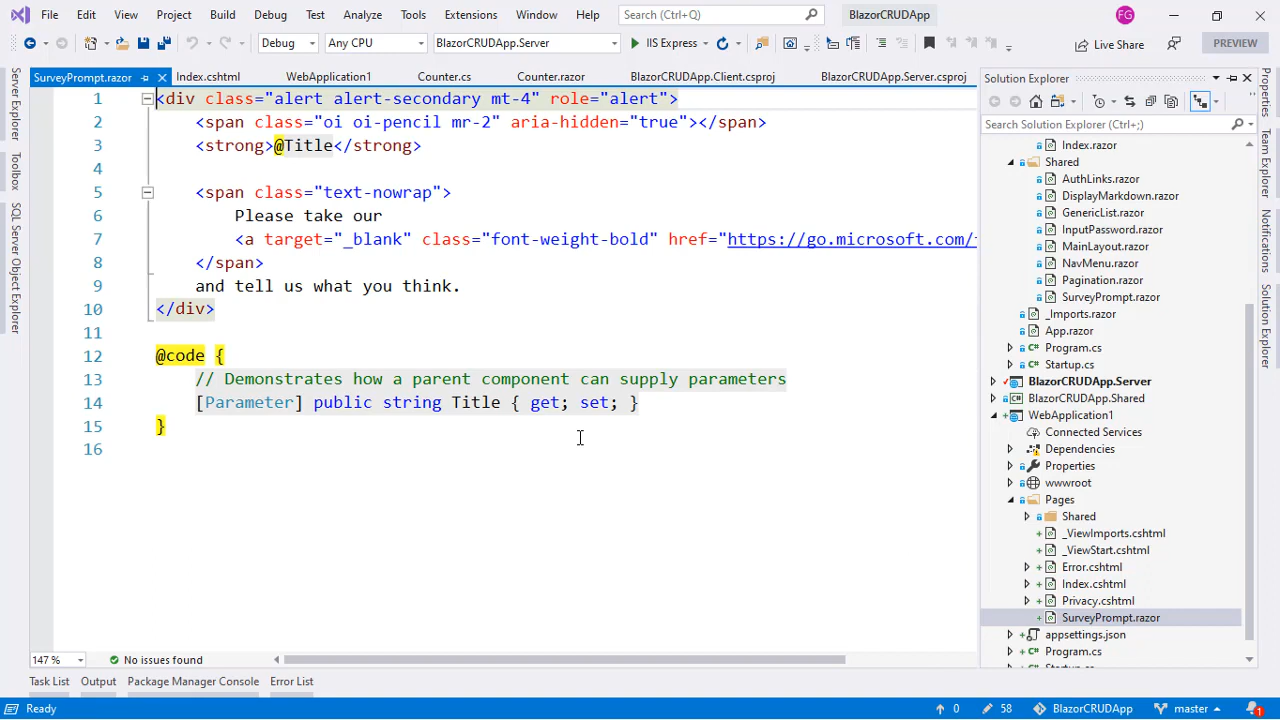 File Edit View Project Build Debug Test Analyze Tools Extensions Window Help Search (Ctrl+;) BlazorCRUDApp FG
Debug Any CPU BlazorCRUDApp.Server IIS Express Live Share PREVIEW
SurveyPrompt.razor Index.cshtml WebApplication1 Counter.cs Counter.razor BlazorCRUDApp.Client.csproj BlazorCRUDApp.Server.csproj
Server Explorer
Toolbox
SQL Server Object Explorer
1 <div class="alert alert-secondary mt-4" role="alert">
2 <span class="oi oi-pencil mr-2" aria-hidden="true"></span>
3 <strong>@Title</strong>
4
5 <span class="text-nowrap">
6 Please take our
7 <a target="_blank" class="font-weight-bold" href="https://go.microsoft.com/
8 </span>
9 and tell us what you think.
10 </div>
11
12 @code {
13 // Demonstrates how a parent component can supply parameters
14 [Parameter] public string Title { get; set; }
15 }
16
147 % No issues found
Solution Explorer
Search Solution Explorer (Ctrl+;)
Index.razor
Shared
AuthLinks.razor
DisplayMarkdown.razor
GenericList.razor
InputPassword.razor
MainLayout.razor
NavMenu.razor
Pagination.razor
SurveyPrompt.razor
_Imports.razor
App.razor
Program.cs
Startup.cs
BlazorCRUDApp.Server
BlazorCRUDApp.Shared
WebApplication1
Connected Services
Dependencies
Properties
wwwroot
Pages
Shared
_ViewImports.cshtml
_ViewStart.cshtml
Error.cshtml
Index.cshtml
Privacy.cshtml
SurveyPrompt.razor
appsettings.json
Program.cs
Startup.cs
Properties
Team Explorer
Notifications
Solution Explorer
Task List Output Package Manager Console Error List
Ready 0 58 BlazorCRUDApp master 1